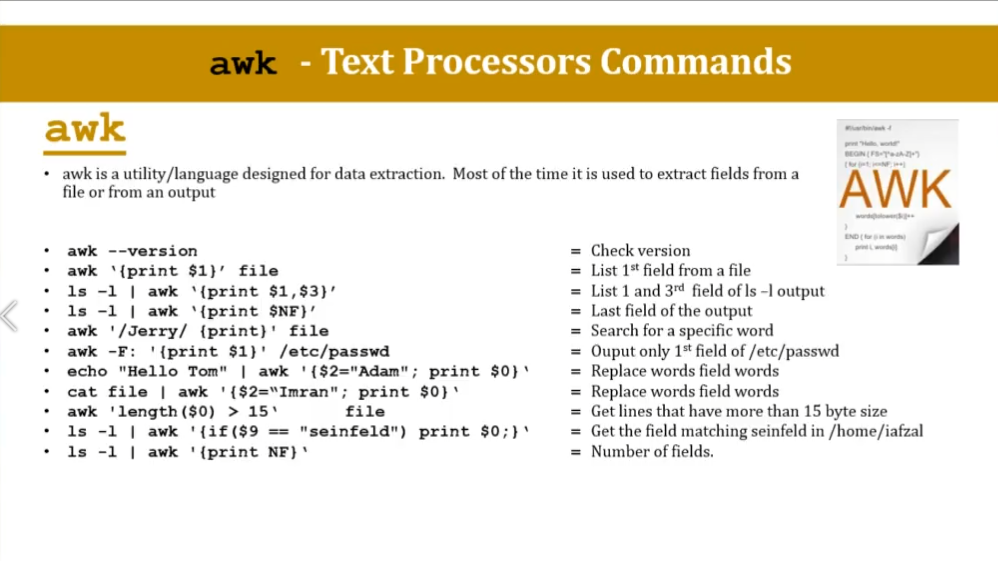 awk - Text Processors Commands
awk
• awk is a utility/language designed for data extraction. Most of the time it is used to extract fields from a
file or from an output
#!/usr/bin/awk -f
print "Hello, world!"
AWK
}
END { for (i in words)
print i, words[i]
}
• awk --version = Check version
• awk ‘{print $1}’ file = List 1st field from a file
• ls -l | awk ‘{print $1,$3}’ = List 1 and 3rd field of ls –l output
• ls -l | awk ‘{print $NF}’ = Last field of the output
• awk '/Jerry/ {print}' file = Search for a specific word
• awk -F: '{print $1}' /etc/passwd = Ouput only 1st field of /etc/passwd
• echo "Hello Tom" | awk '{$2="Adam"; print $0}‘ = Replace words field words
• cat file | awk '{$2=“Imran"; print $0}‘ = Replace words field words
• awk 'length($0) > 15‘ file = Get lines that have more than 15 byte size
• ls -l | awk '{if($9 == "seinfeld") print $0;}‘ = Get the field matching seinfeld in /home/iafzal
• ls -l | awk '{print NF}‘ = Number of fields.